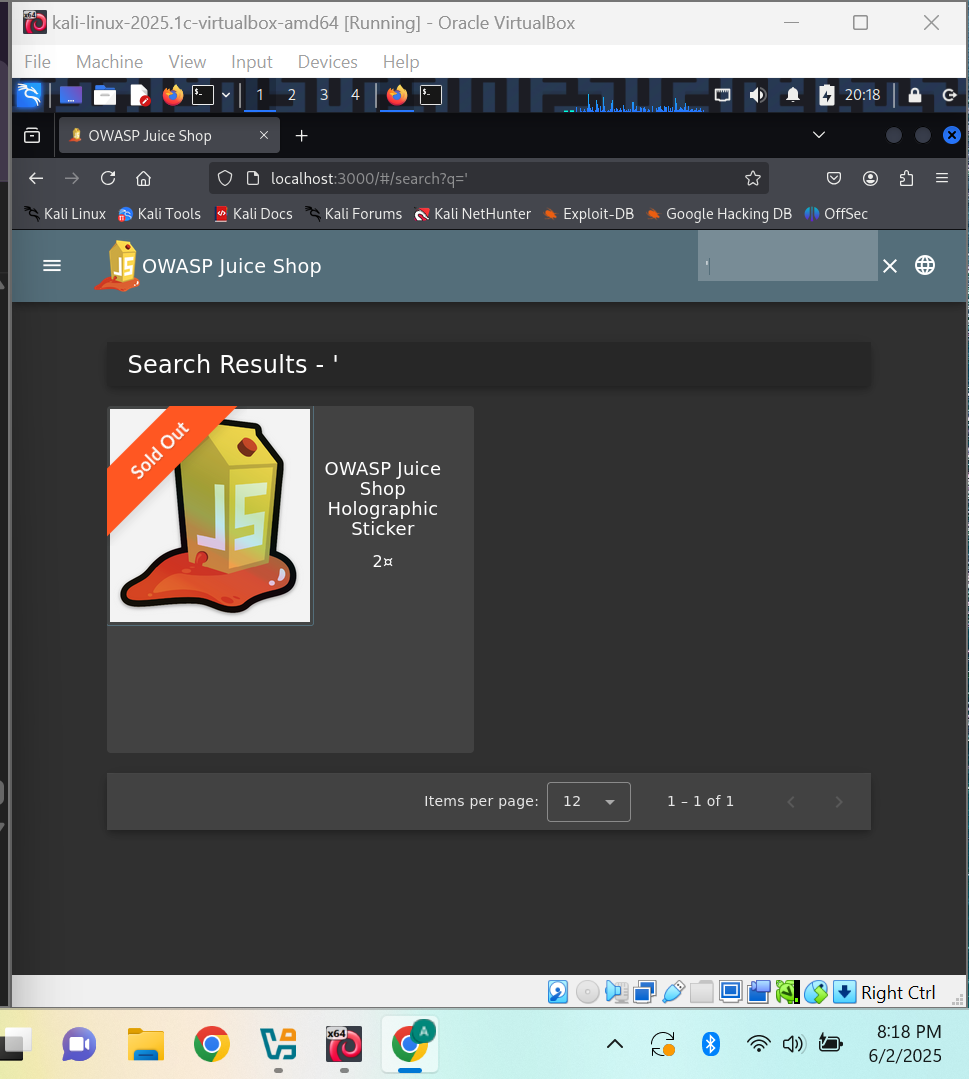 kali-linux-2025.1c-virtualbox-amd64 [Running] - Oracle VirtualBox
File Machine View Input Devices Help
1 2 3 4 20:18
OWASP Juice Shop
localhost:3000/#/search?q='
Kali Linux Kali Tools Kali Docs Kali Forums Kali NetHunter Exploit-DB Google Hacking DB OffSec
JS OWASP Juice Shop '
Search Results - '
Sold Out
JS
OWASP Juice
Shop
Holographic
Sticker
2¤
Items per page: 12 1 – 1 of 1
Right Ctrl
x64 A 8:18 PM
6/2/2025